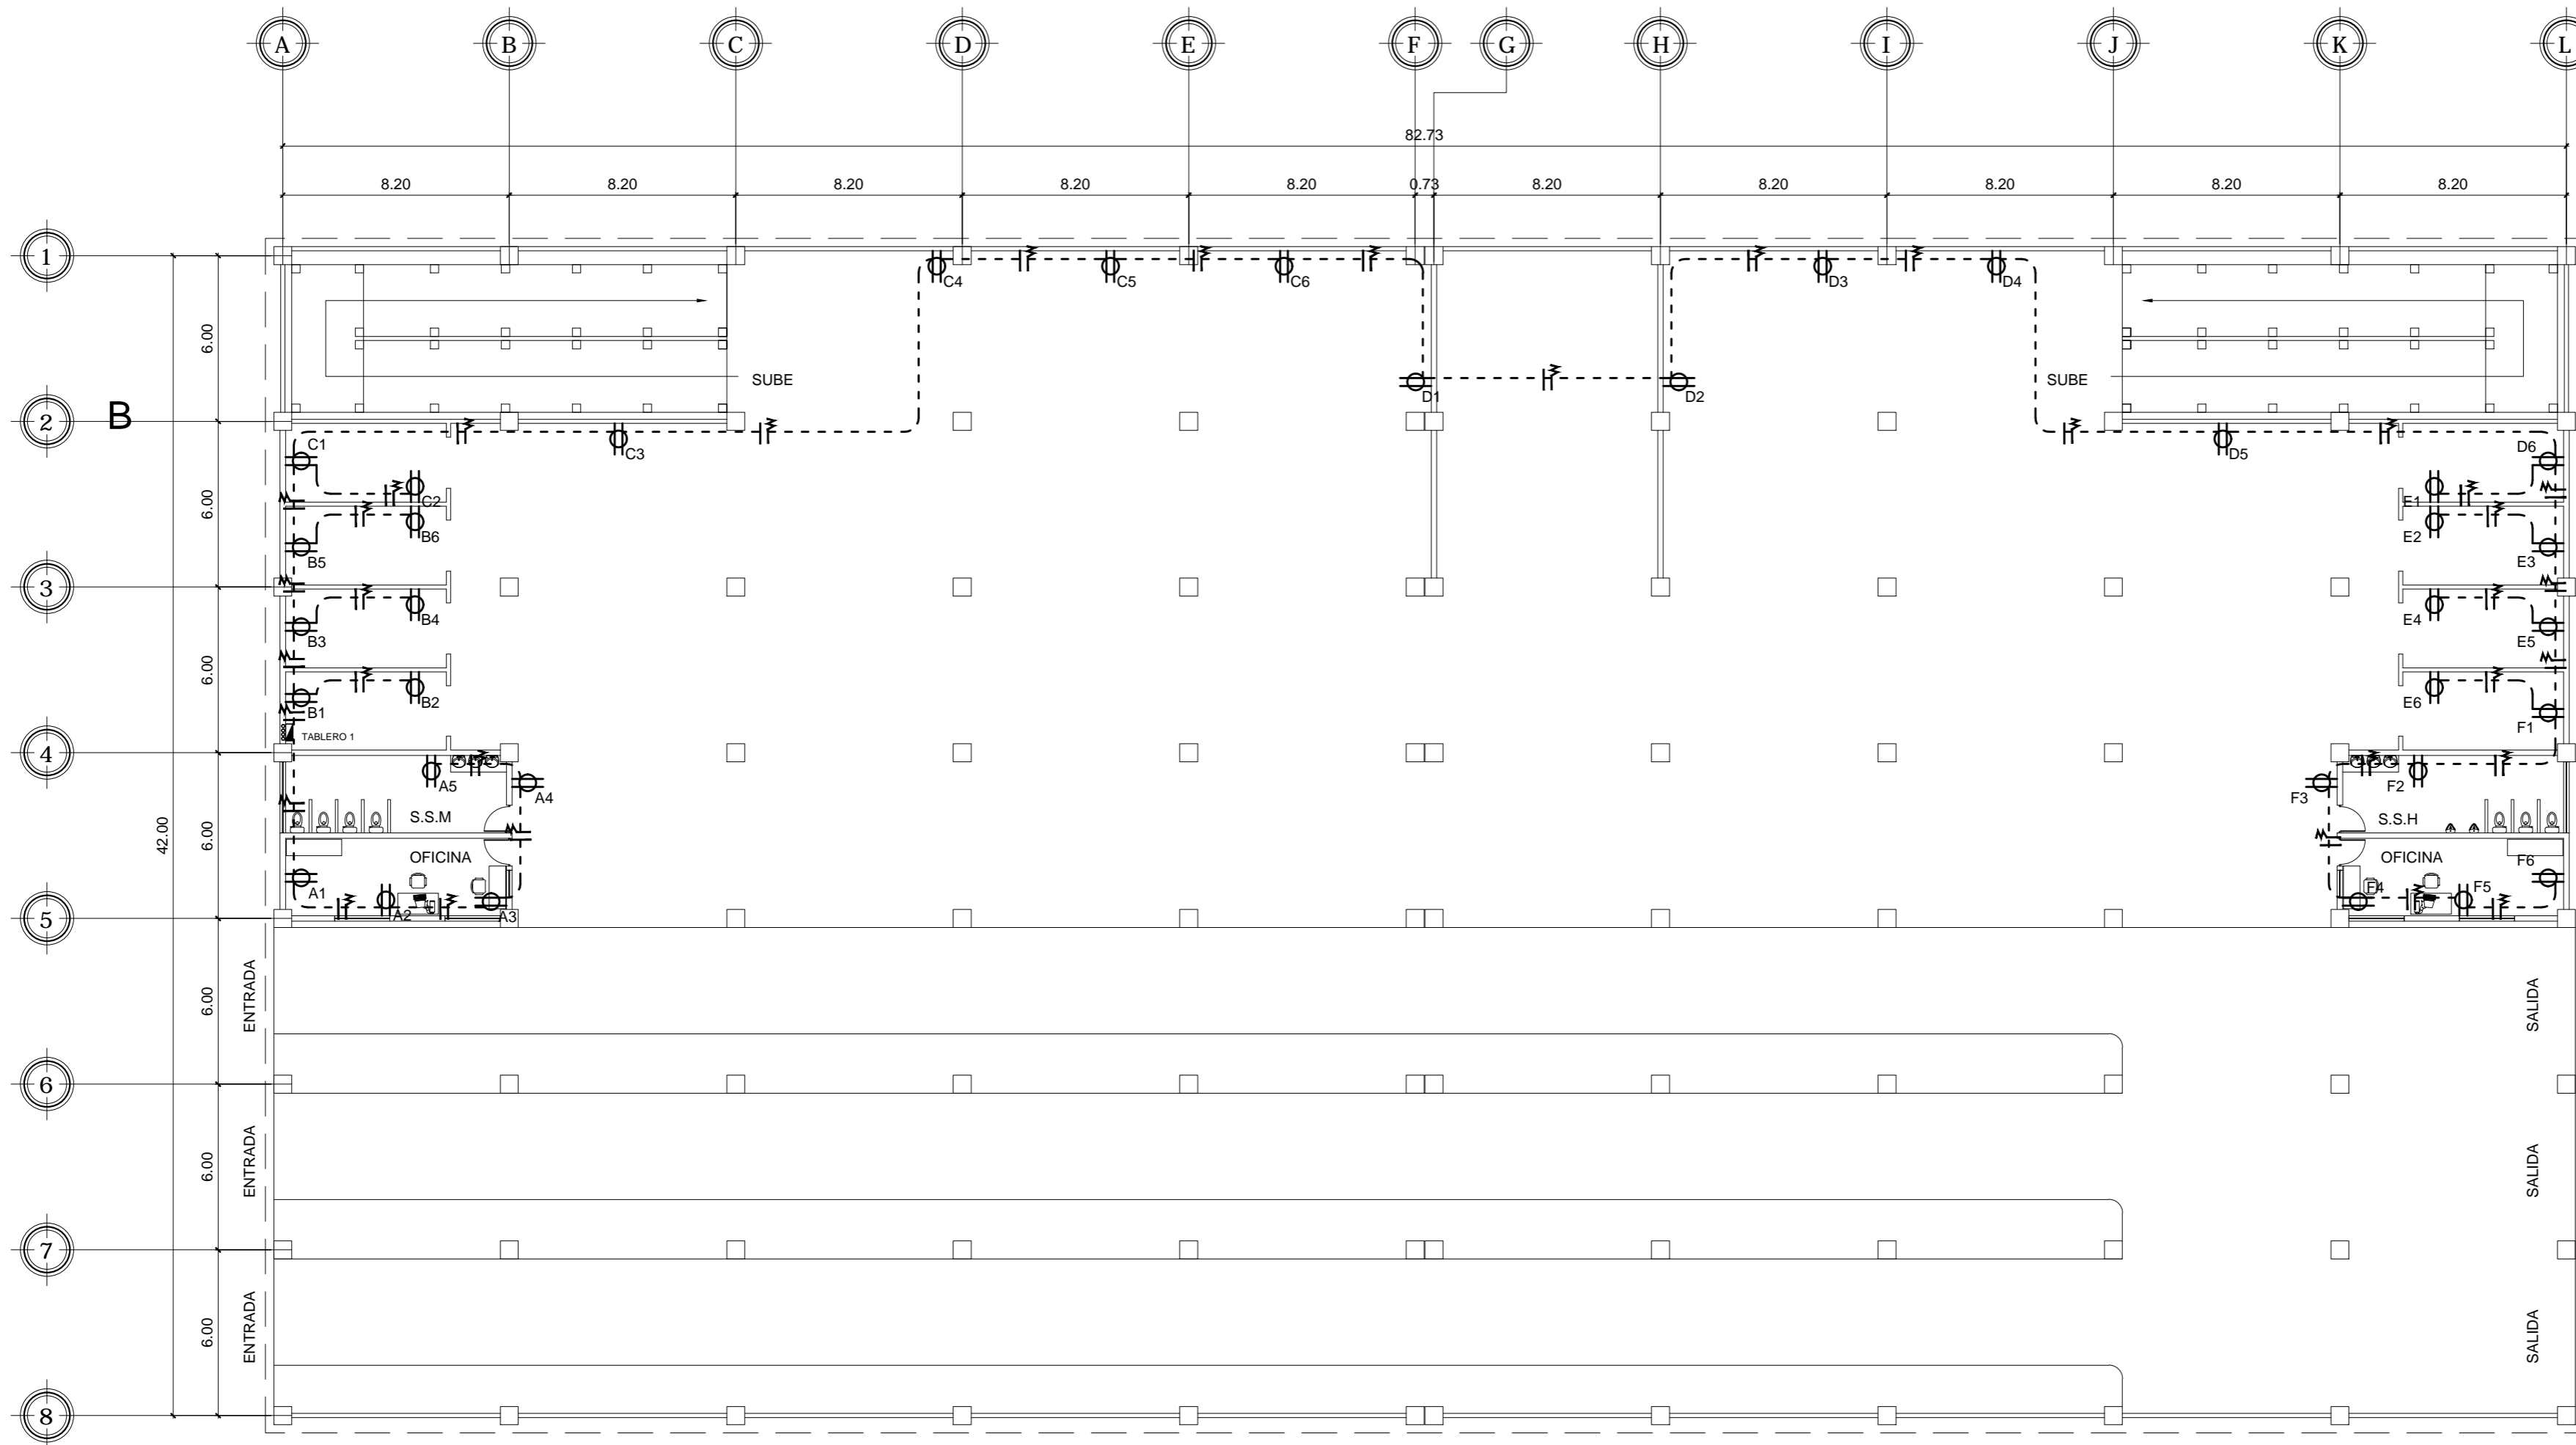 A B C D E F G H I J K L
82.73
8.20 8.20 8.20 8.20 8.20 0.73 8.20 8.20 8.20 8.20 8.20
1
C4 C5 C6 D3 D4
6.00
SUBE SUBE
D1 D2
2 B
C1 C3 D5 D6
6.00
C2 E1
B6 E2
B5 E3
3
B4 E4
B3 E5
6.00
B2 E6
B1 F1
TABLERO 1
4
A5 A4 F3 F2
S.S.M S.S.H
42.00 6.00
OFICINA OFICINA
A1 F6
A2 A3 F4 F5
5
6.00 ENTRADA SALIDA
6
6.00 ENTRADA SALIDA
7
6.00 ENTRADA SALIDA
8